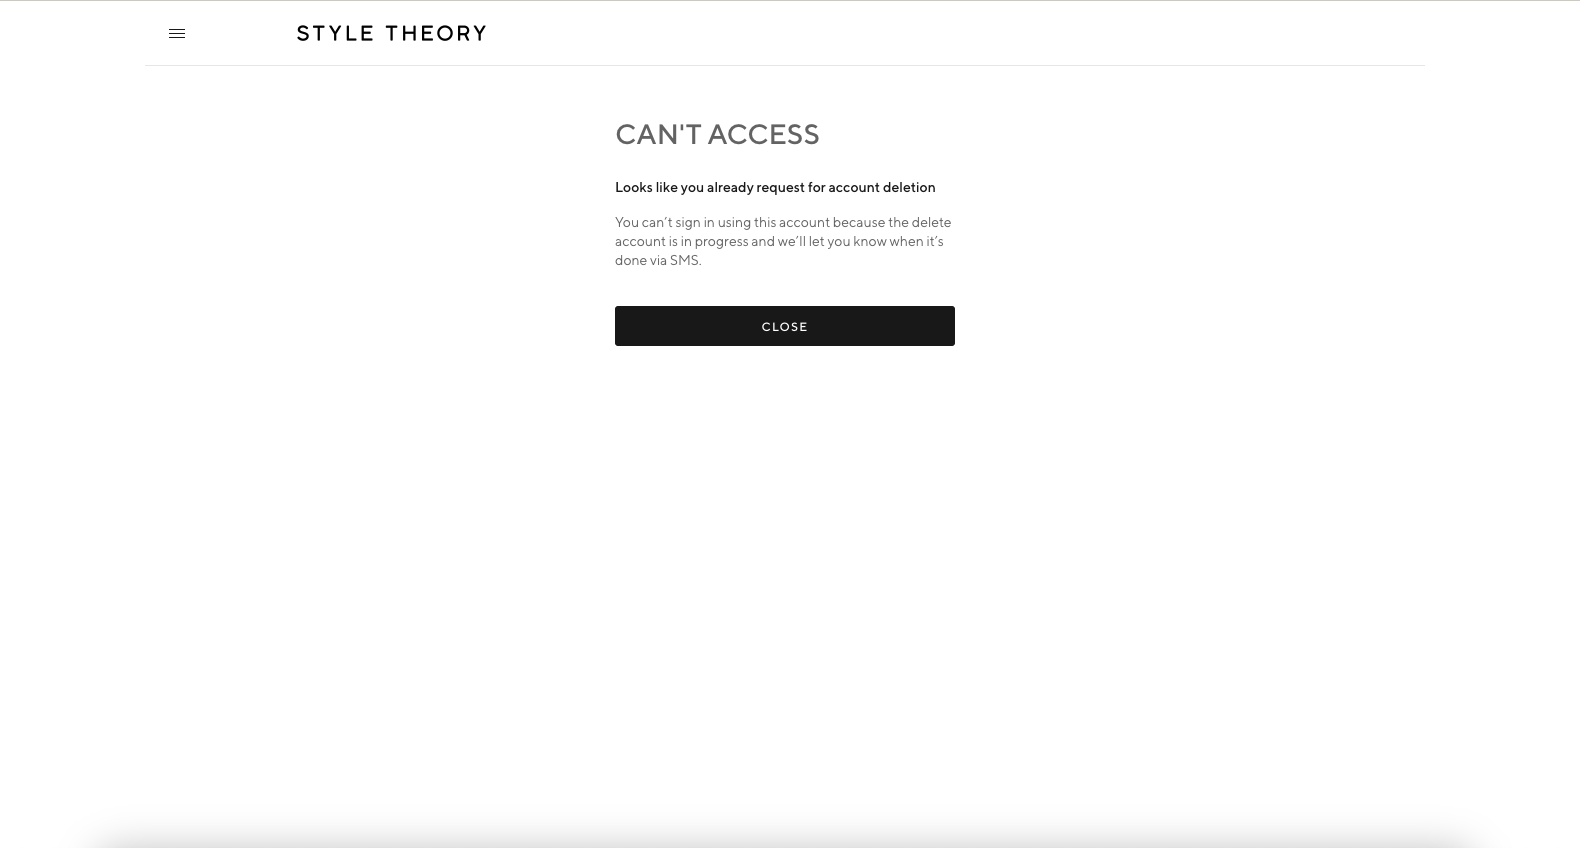 STYLE THEORY
CAN'T ACCESS
Looks like you already request for account deletion
You can’t sign in using this account because the delete
account is in progress and we’ll let you know when it’s
done via SMS.
CLOSE